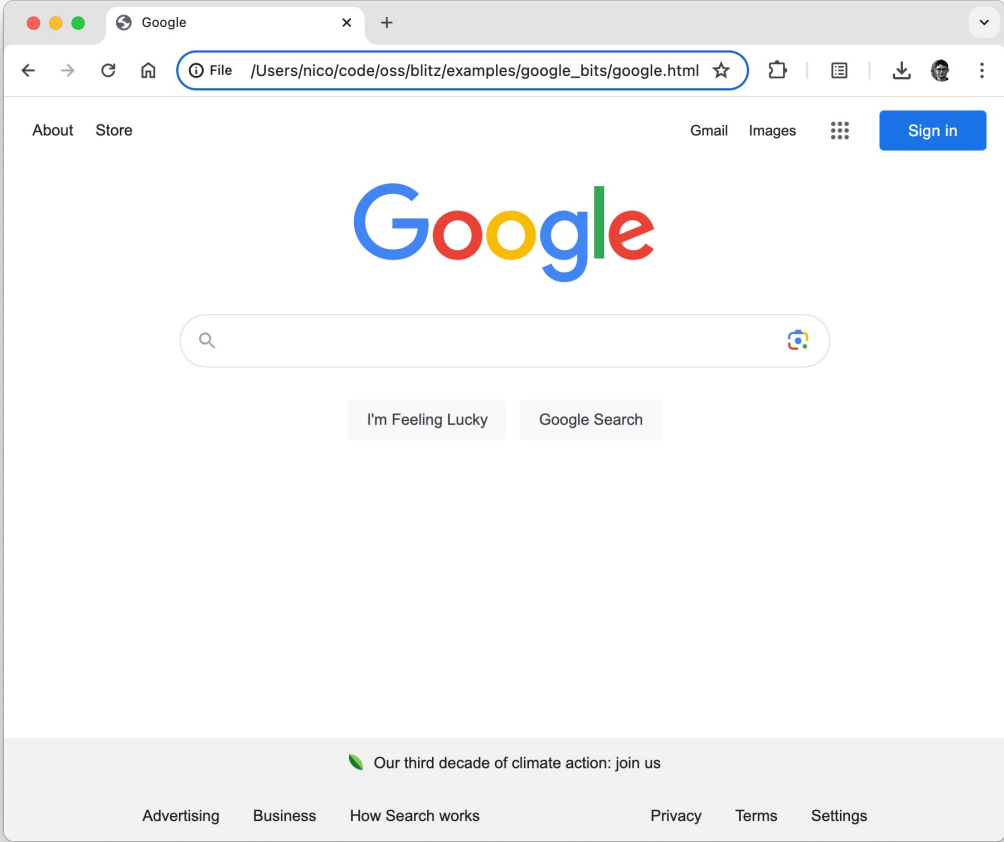 Google
File /Users/nico/code/oss/blitz/examples/google_bits/google.html
About Store Gmail Images Sign in
Google
I'm Feeling Lucky Google Search
Our third decade of climate action: join us
Advertising Business How Search works Privacy Terms Settings